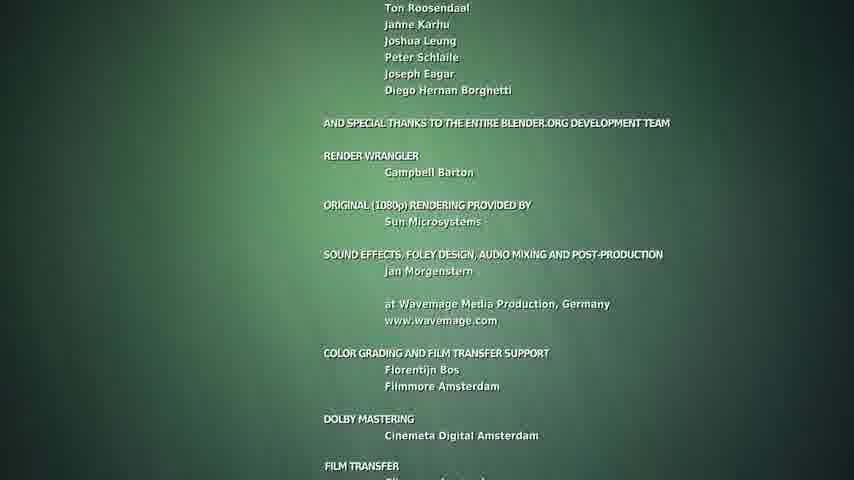 Ton Roosendaal
Janne Karhu
Joshua Leung
Peter Schlaile
Joseph Eagar
Diego Hernan Borghetti
AND SPECIAL THANKS TO THE ENTIRE BLENDER.ORG DEVELOPMENT TEAM
RENDER WRANGLER
Campbell Barton
ORIGINAL (1080p) RENDERING PROVIDED BY
Sun Microsystems
SOUND EFFECTS, FOLEY DESIGN, AUDIO MIXING AND POST-PRODUCTION
Jan Morgenstern
at Wavemage Media Production, Germany
www.wavemage.com
COLOR GRADING AND FILM TRANSFER SUPPORT
Florentijn Bos
Filmmore Amsterdam
DOLBY MASTERING
Cinemeta Digital Amsterdam
FILM TRANSFER